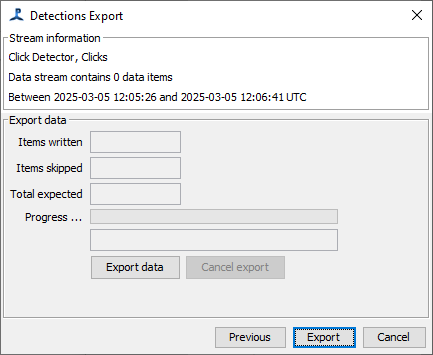 Detections Export
Stream information
Click Detector, Clicks
Data stream contains 0 data items
Between 2025-03-05 12:05:26 and 2025-03-05 12:06:41 UTC
Export data
Items written
Items skipped
Total expected
Progress ...
Export data Cancel export
Previous Export Cancel